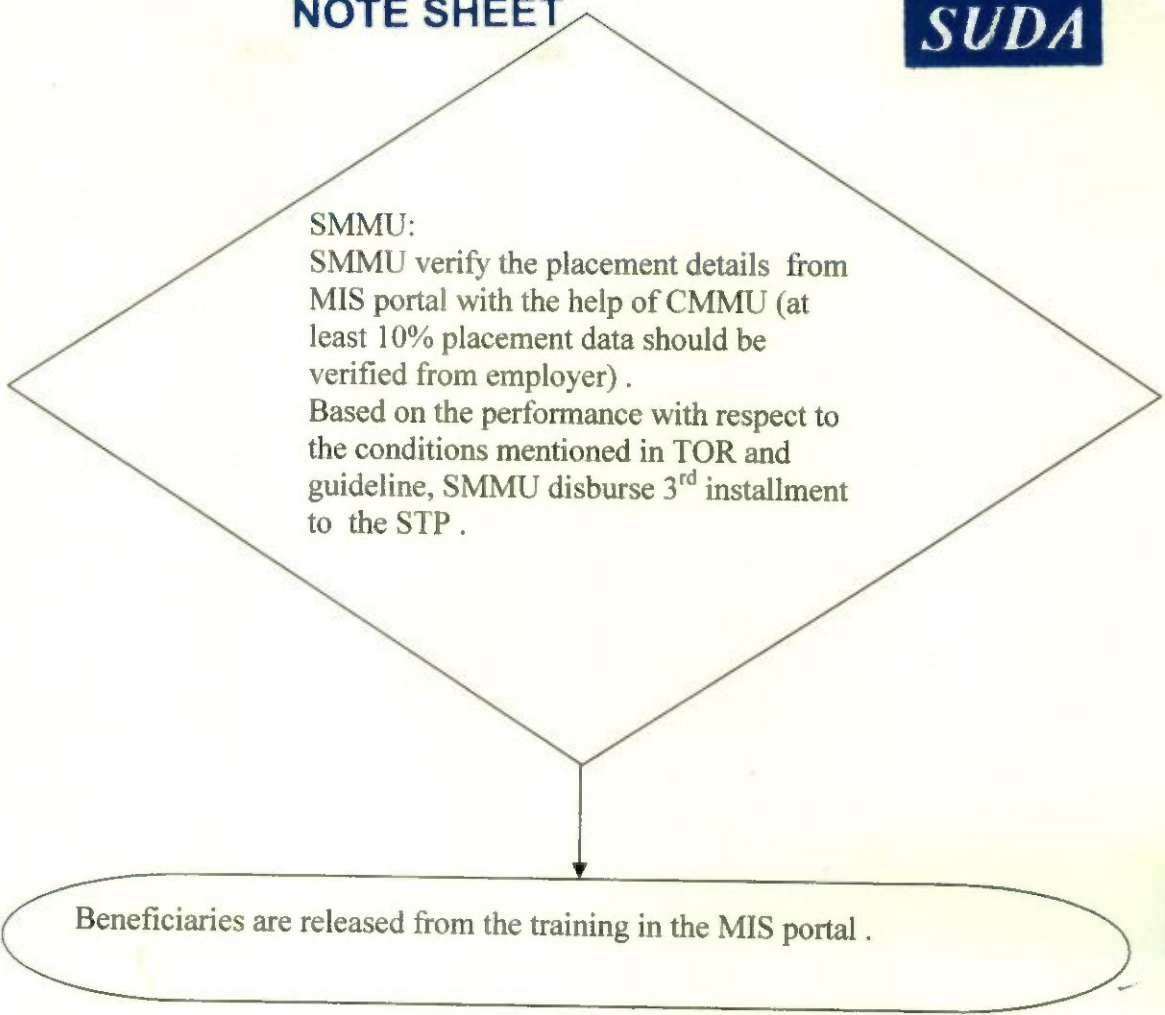 NOTE SHEET
SUDA
SMMU:
SMMU verify the placement details from
MIS portal with the help of CMMU (at
least 10% placement data should be
verified from employer) .
Based on the performance with respect to
the conditions mentioned in TOR and
guideline, SMMU disburse 3rd installment
to the STP .
Beneficiaries are released from the training in the MIS portal .